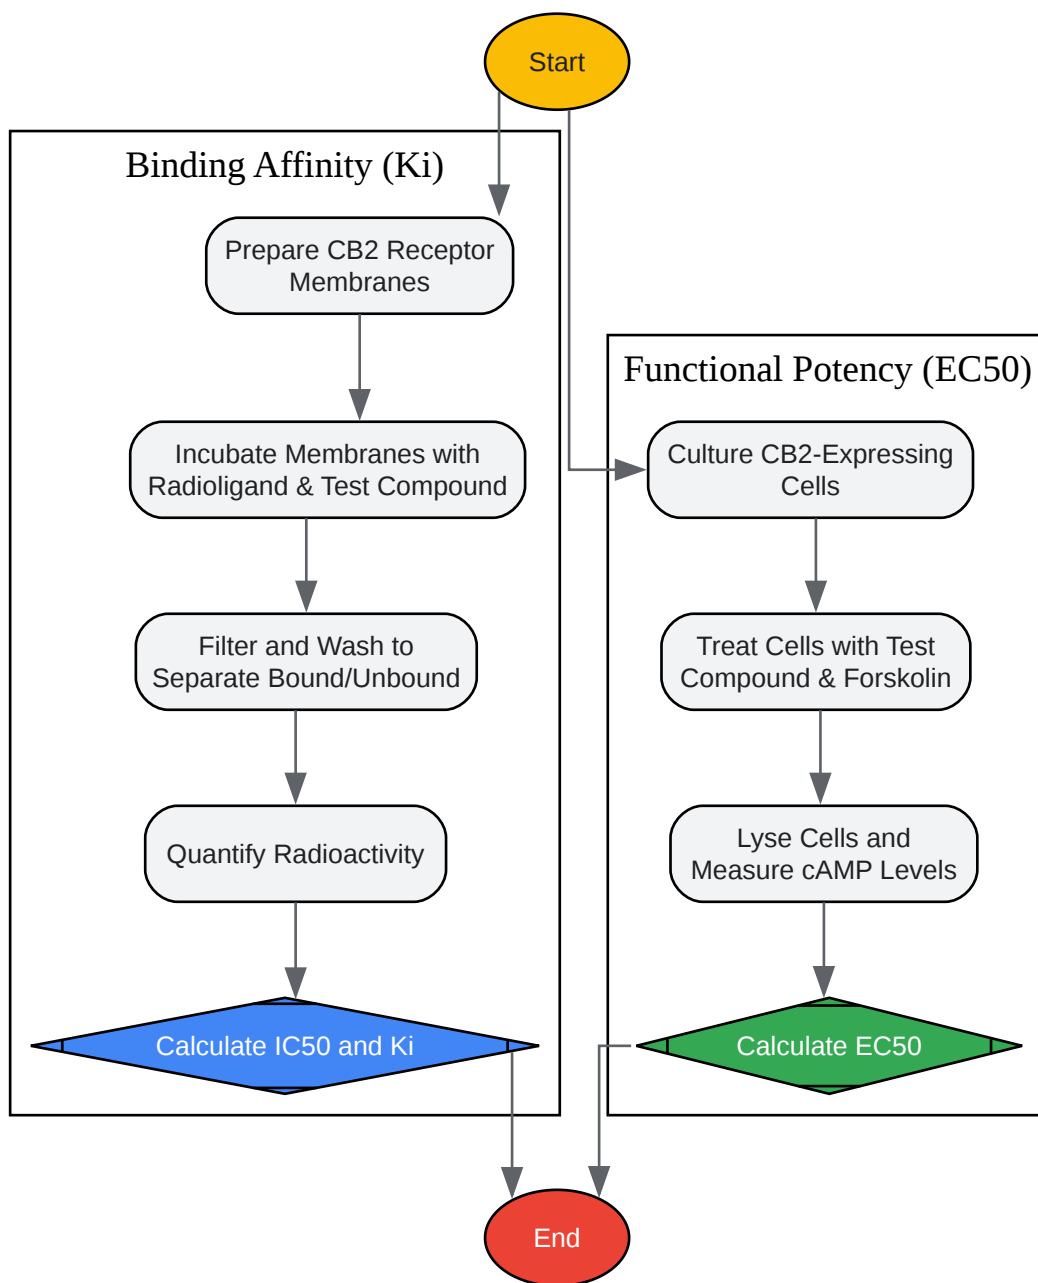 Start
Binding Affinity (Ki)
Prepare CB2 Receptor
Membranes
Incubate Membranes with
Radioligand & Test Compound
Filter and Wash to
Separate Bound/Unbound
Quantify Radioactivity
Calculate IC50 and Ki
Functional Potency (EC50)
Culture CB2-Expressing
Cells
Treat Cells with Test
Compound & Forskolin
Lyse Cells and
Measure cAMP Levels
Calculate EC50
End